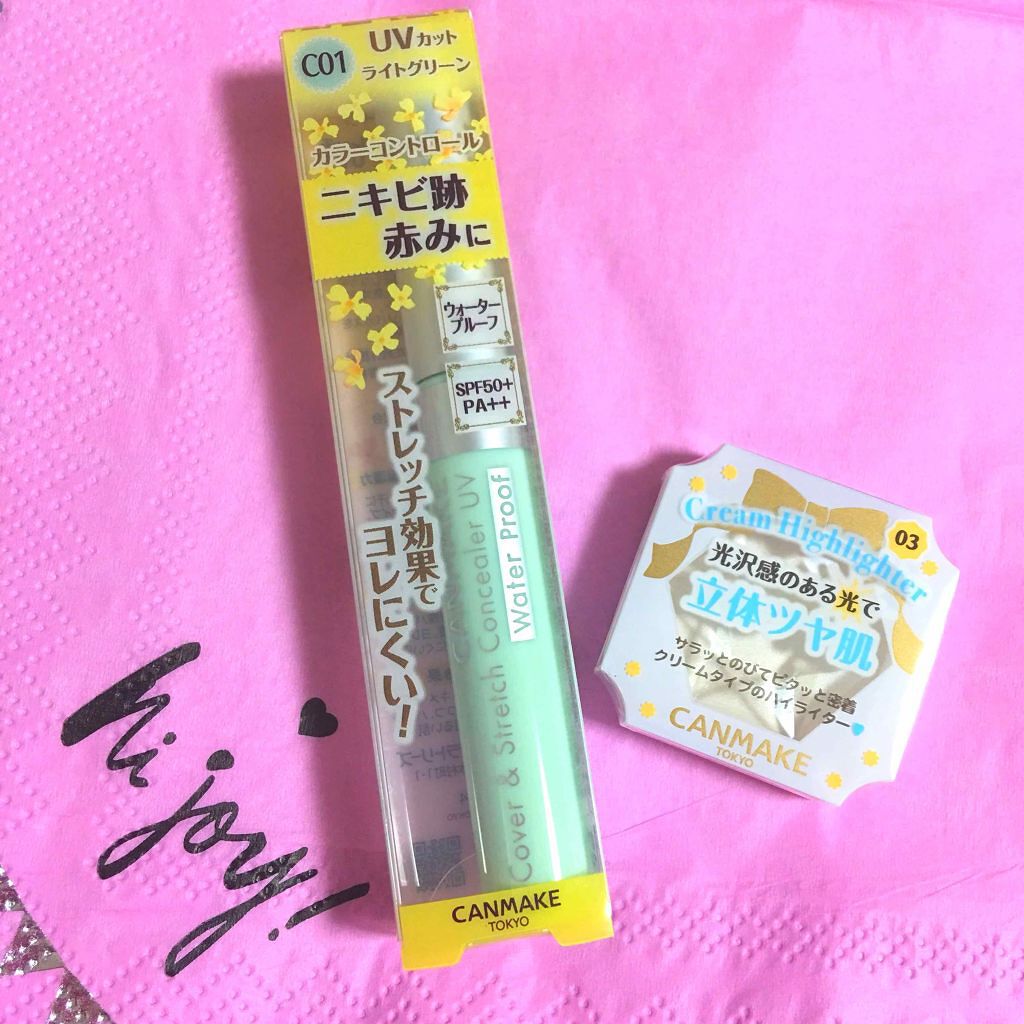 C01
UVカット
ライトグリーン
カラーコントロール
ニキビ跡
赤みに
ウォーター
プルーフ
SPF50+
PA++
ストレッチ効果で
ヨレにくい!
Cover & Stretch Concealer UV
Water Proof
CANMAKE
TOKYO
Cream Highlighter
03
光沢感のある光で
立体ツヤ肌
サラッとのびてピタッと密着
クリームタイプのハイライター
CANMAKE
TOKYO